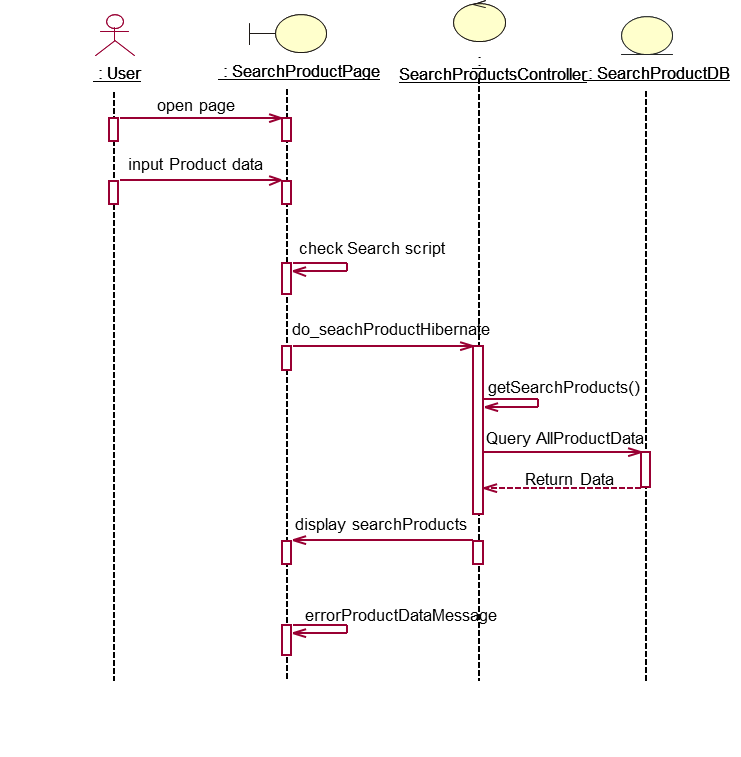 : User
: SearchProductPage
:
SearchProductsController
: SearchProductDB
open page
input Product data
check Search script
do_seachProductHibernate
getSearchProducts()
Query AllProductData
Return Data
display searchProducts
errorProductDataMessage